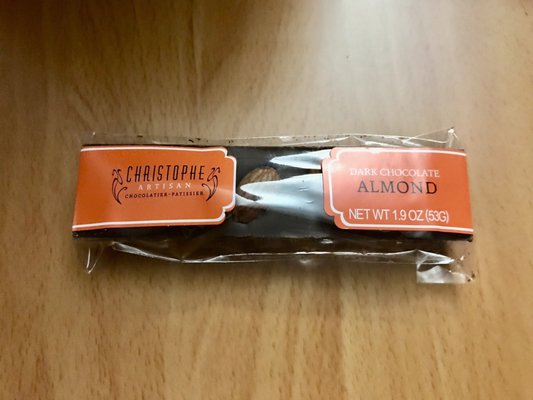 CHRISTOPHE
ARTISAN
CHOCOLATIER-PATISSIER
DARK CHOCOLATE
ALMOND
NET WT 1.9 OZ (53G)